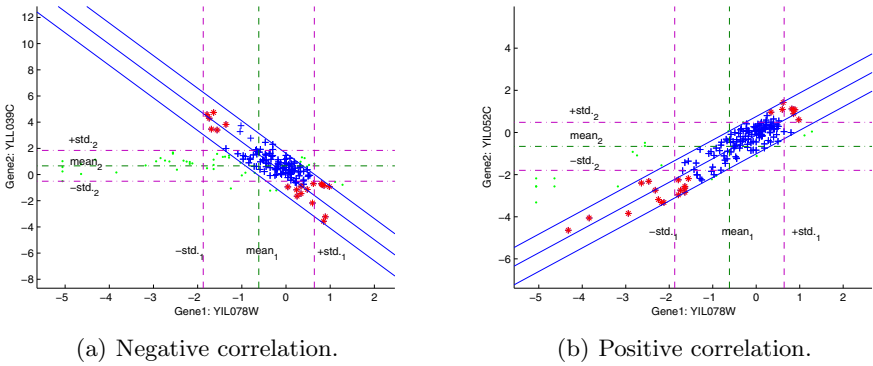 12
10
8
6
4
2
0
−2
−4
−6
−8
Gene2: YLL039C
+std.2
mean2
−std.2
−std.1
mean1
+std.1
−5 −4 −3 −2 −1 0 1 2
Gene1: YIL078W
(a) Negative correlation.
4
2
0
−2
−4
−6
Gene2: YIL052C
+std.2
mean2
−std.2
−std.1
mean1
+std.1
−5 −4 −3 −2 −1 0 1 2
Gene1: YIL078W
(b) Positive correlation.